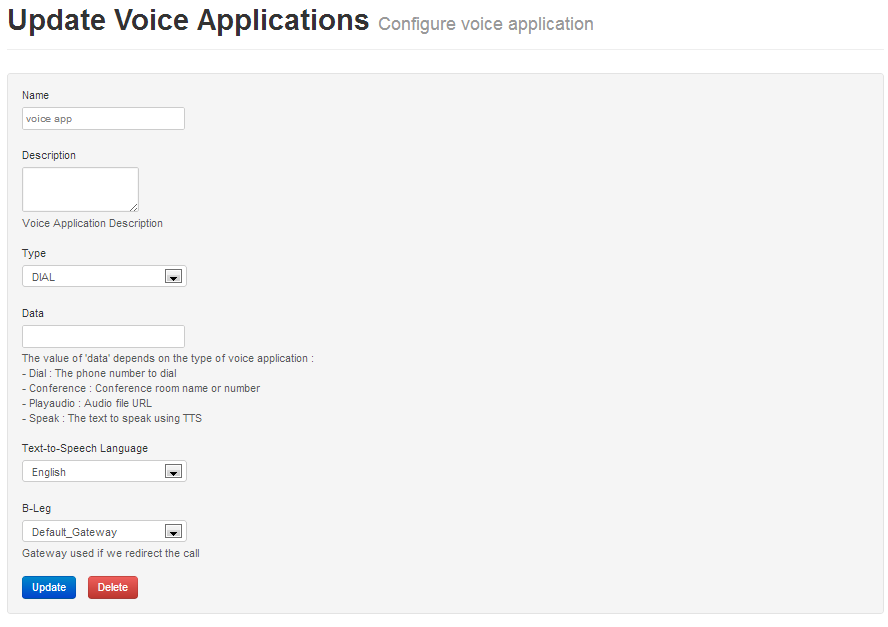 Update Voice Applications Configure voice application
Name
voice app
Description
Voice Application Description
Type
DIAL
Data
The value of 'data' depends on the type of voice application :
- Dial : The phone number to dial
- Conference : Conference room name or number
- Playaudio : Audio file URL
- Speak : The text to speak using TTS
Text-to-Speech Language
English
B-Leg
Default_Gateway
Gateway used if we redirect the call
Update Delete